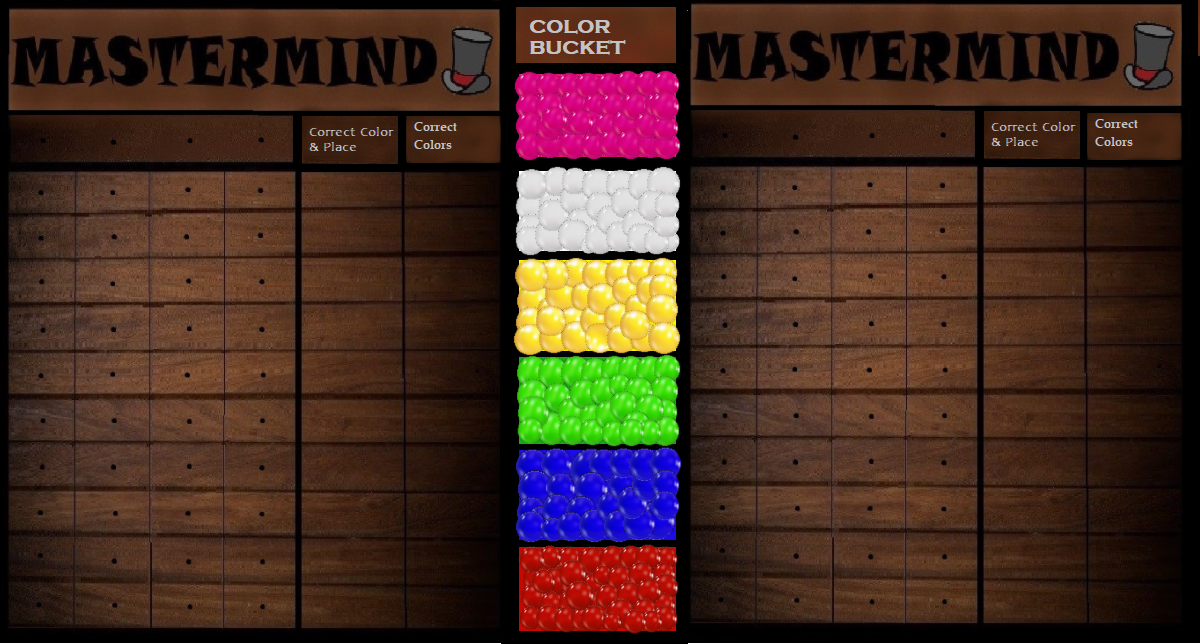 MASTERMIND
Correct Color
& Place
Correct
Colors
COLOR
BUCKET
MASTERMIND
Correct Color
& Place
Correct
Colors